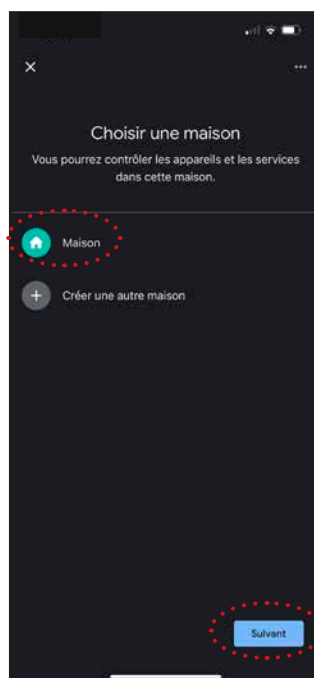 Choisir une maison
Vous pourrez contrôler les appareils et les services
dans cette maison.
Maison
Créer une autre maison
Suivant